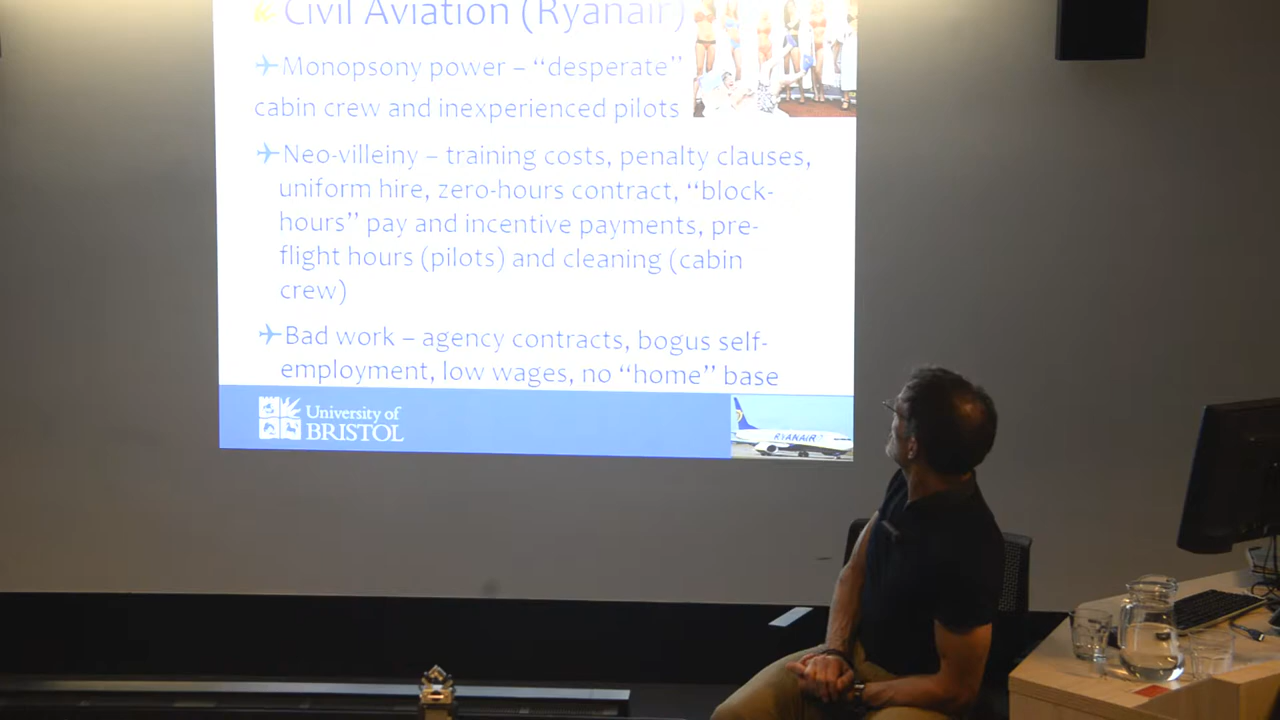 Civil Aviation (Ryanair)
Monopsony power – “desperate”
cabin crew and inexperienced pilots
Neo-villeiny – training costs, penalty clauses,
uniform hire, zero-hours contract, “block-
hours” pay and incentive payments, pre-
flight hours (pilots) and cleaning (cabin
crew)
Bad work – agency contracts, bogus self-
employment, low wages, no “home” base
University of
BRISTOL
RYANAIR